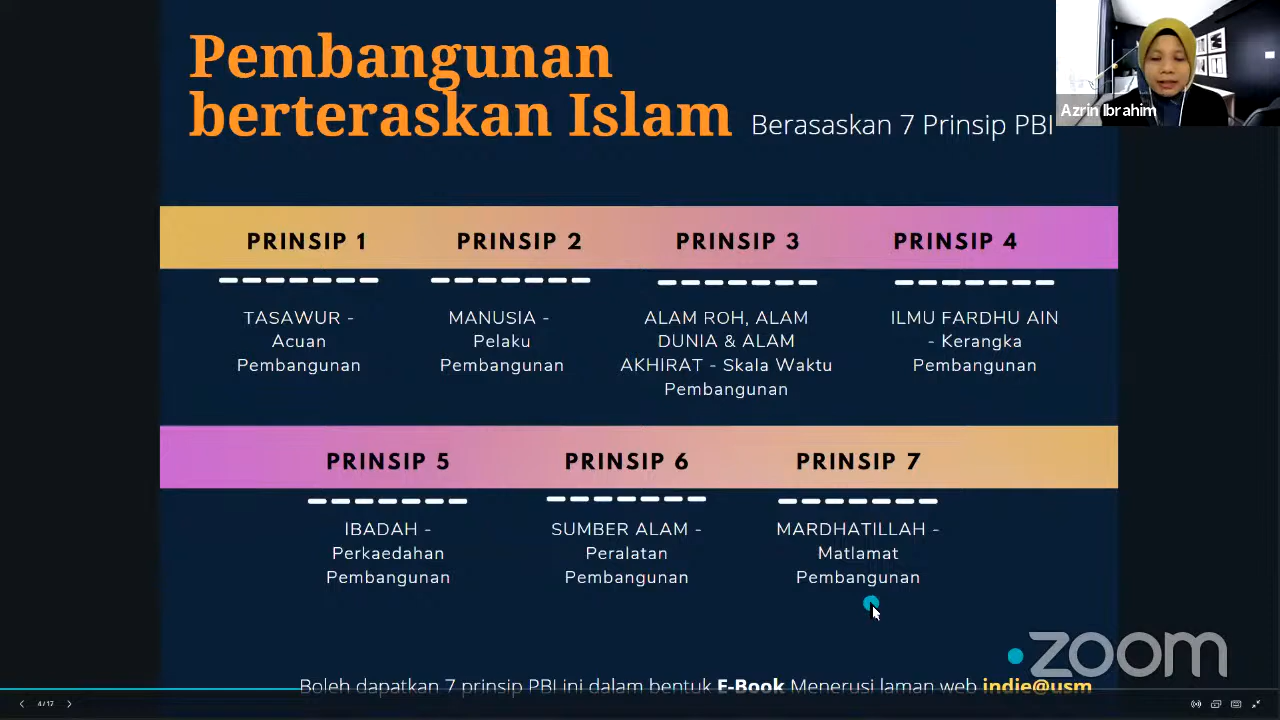 Pembangunan
berteraskan Islam
Berasaskan 7 Prinsip PBI
Azrin Ibrahim
PRINSIP 1
PRINSIP 2
PRINSIP 3
PRINSIP 4
TASAWUR -
Acuan
Pembangunan
MANUSIA -
Pelaku
Pembangunan
ALAM ROH, ALAM
DUNIA & ALAM
AKHIRAT - Skala Waktu
Pembangunan
ILMU FARDHU AIN
- Kerangka
Pembangunan
PRINSIP 5
PRINSIP 6
PRINSIP 7
IBADAH -
Perkaedahan
Pembangunan
SUMBER ALAM -
Peralatan
Pembangunan
MARDHATILLAH -
Matlamat
Pembangunan
zoom
Boleh dapatkan 7 prinsip PBI ini dalam bentuk E-Book Menerusi laman web indie@usm
4/17